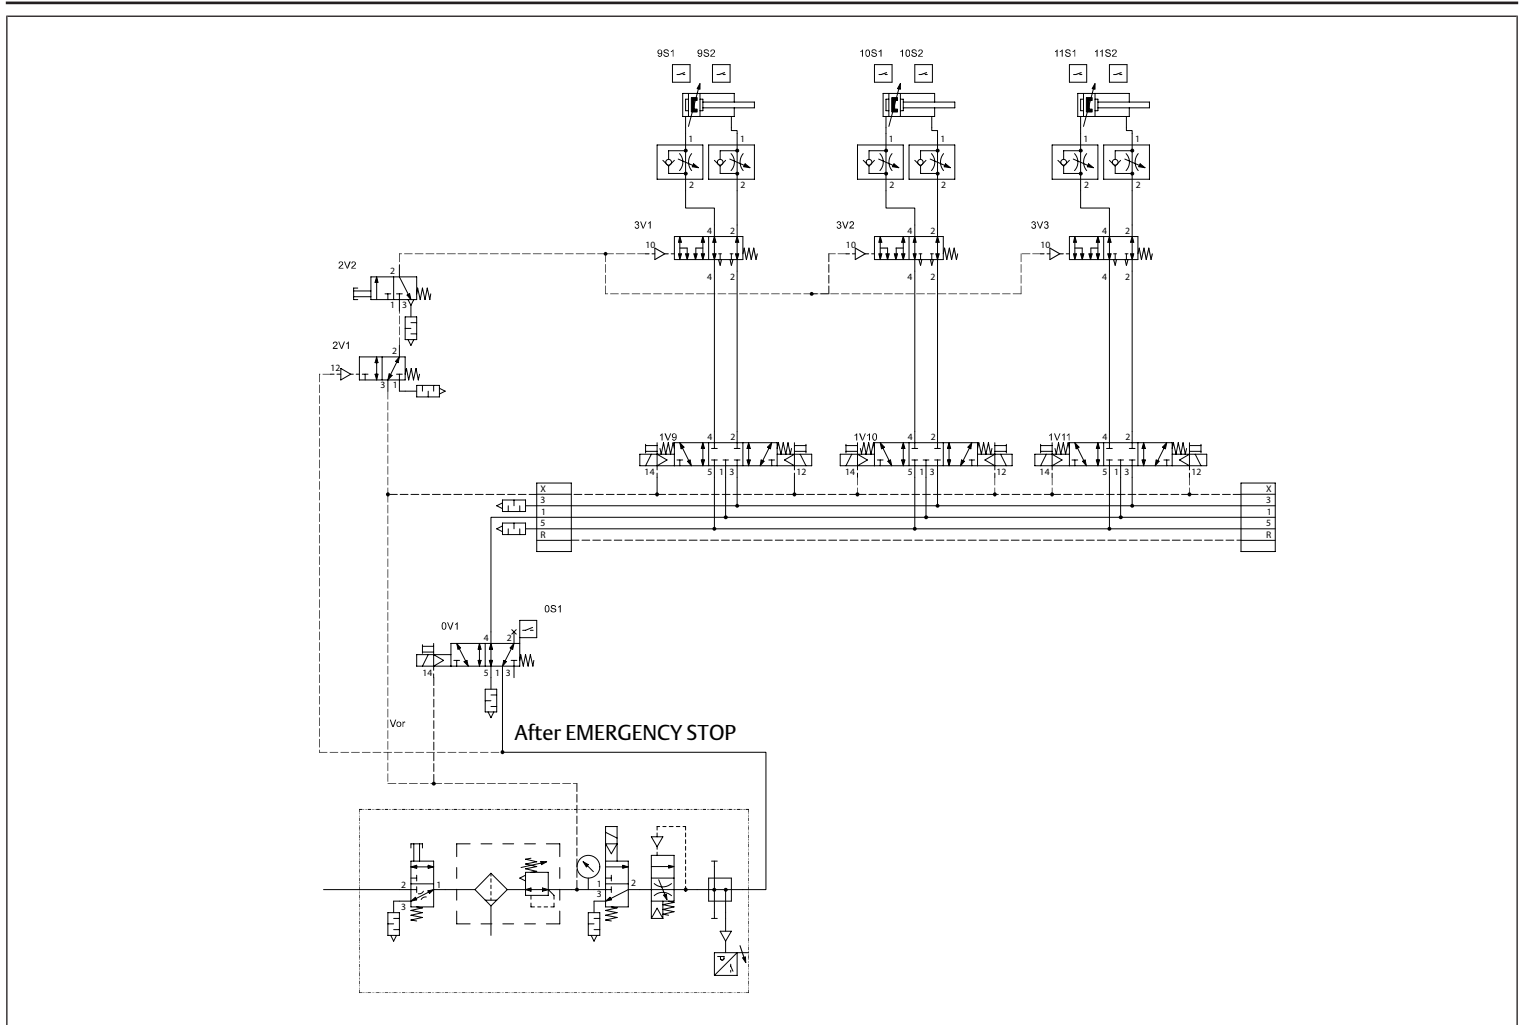 9S1 9S2 10S1 10S2 11S1 11S2
1 1 1 1 1 1
2 2 2 2 2 2
3V1 4 2 3V2 4 2 3V3 4 2
10 10 10
4 2 4 2 4 2
2V2 2
1 3
2V1 2
12
3 1
1V9 4 2 1V10 4 2 1V11 4 2
14 5 1 3 12 14 5 1 3 12 14 5 1 3 12
X X
3 3
1 1
5 5
R R
0S1
0V1 4 2
14 5 1 3
Vor
After EMERGENCY STOP
2 1 1 2
3 3
P